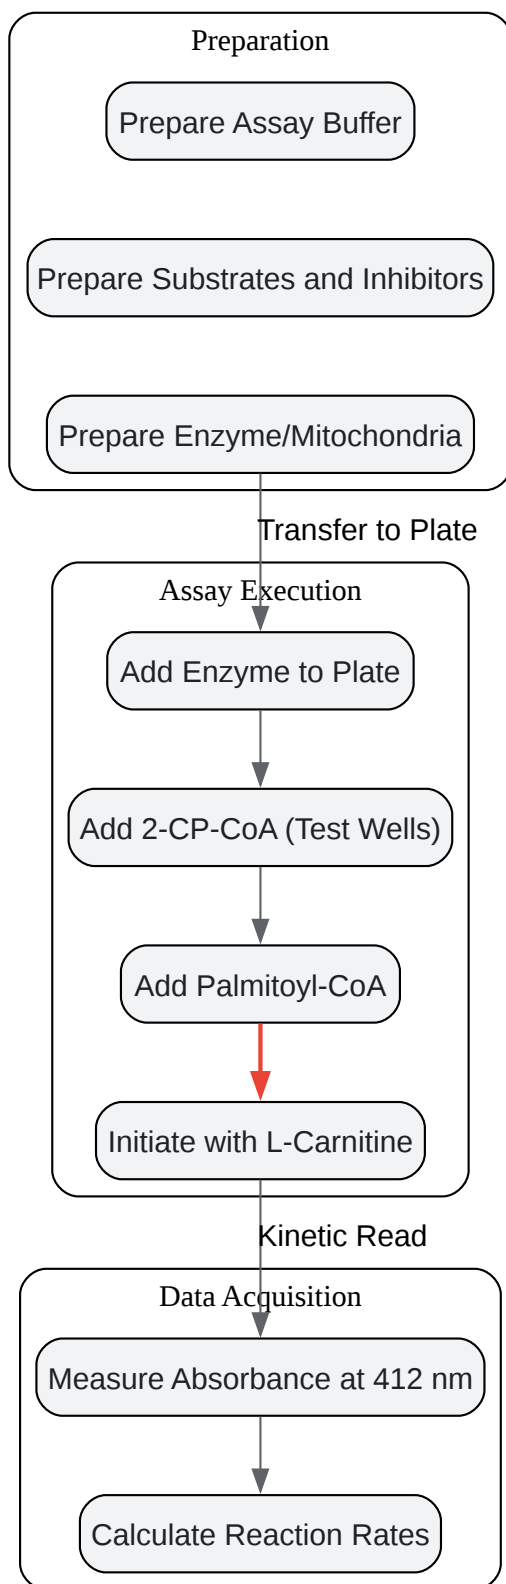 Preparation
Prepare Assay Buffer
Prepare Substrates and Inhibitors
Prepare Enzyme/Mitochondria
Transfer to Plate
Assay Execution
Add Enzyme to Plate
Add 2-CP-CoA (Test Wells)
Add Palmitoyl-CoA
Initiate with L-Carnitine
Kinetic Read
Data Acquisition
Measure Absorbance at 412 nm
Calculate Reaction Rates